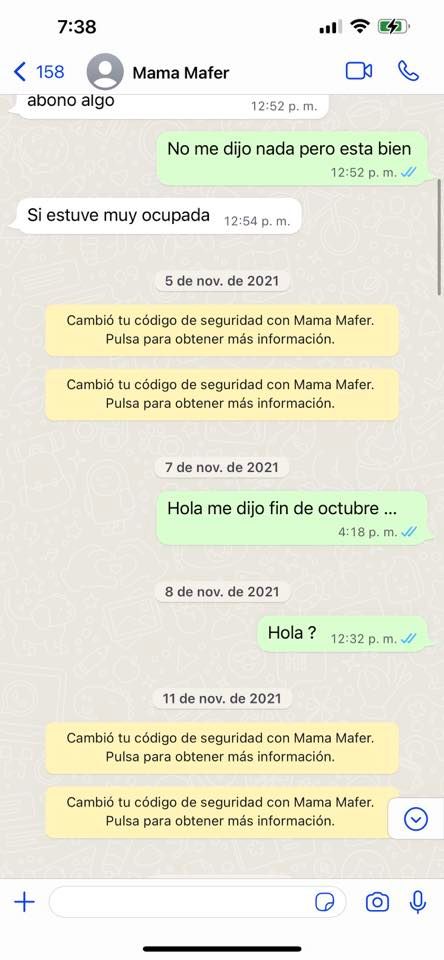 7:38
158
Mama Mafer
abono algo
12:52 p. m.
No me dijo nada pero esta bien
12:52 p. m.
Si estuve muy ocupada
12:54 p. m.
5 de nov. de 2021
Cambió tu código de seguridad con Mama Mafer.
Pulsa para obtener más información.
Cambió tu código de seguridad con Mama Mafer.
Pulsa para obtener más información.
7 de nov. de 2021
Hola me dijo fin de octubre ...
4:18 p. m.
8 de nov. de 2021
Hola ?
12:32 p. m.
11 de nov. de 2021
Cambió tu código de seguridad con Mama Mafer.
Pulsa para obtener más información.
Cambió tu código de seguridad con Mama Mafer.
Pulsa para obtener más información.